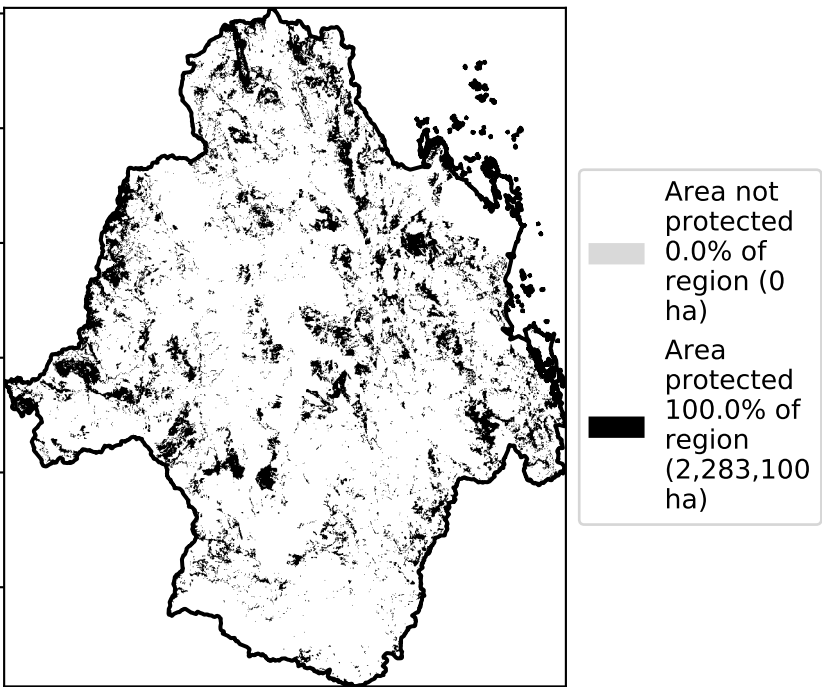 Area not
protected
0.0% of
region (0
ha)
Area
protected
100.0% of
region
(2,283,100
ha)